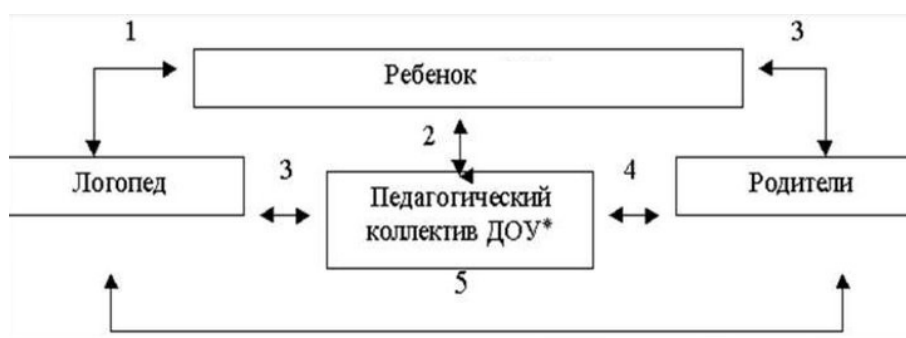 1
3
Ребенок
2
Логопед
3
Педагогический
коллектив ДОУ*
4
Родители
5